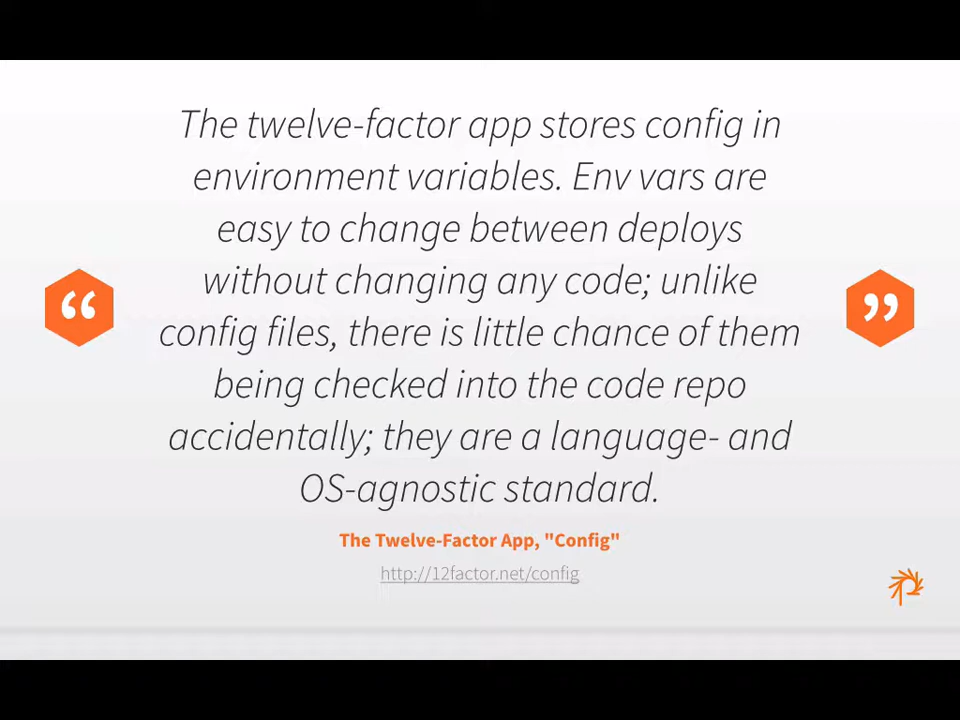 The twelve-factor app stores config in
environment variables. Env vars are
easy to change between deploys
without changing any code; unlike
config files, there is little chance of them
being checked into the code repo
accidentally; they are a language- and
OS-agnostic standard.
The Twelve-Factor App, "Config"
http://12factor.net/config